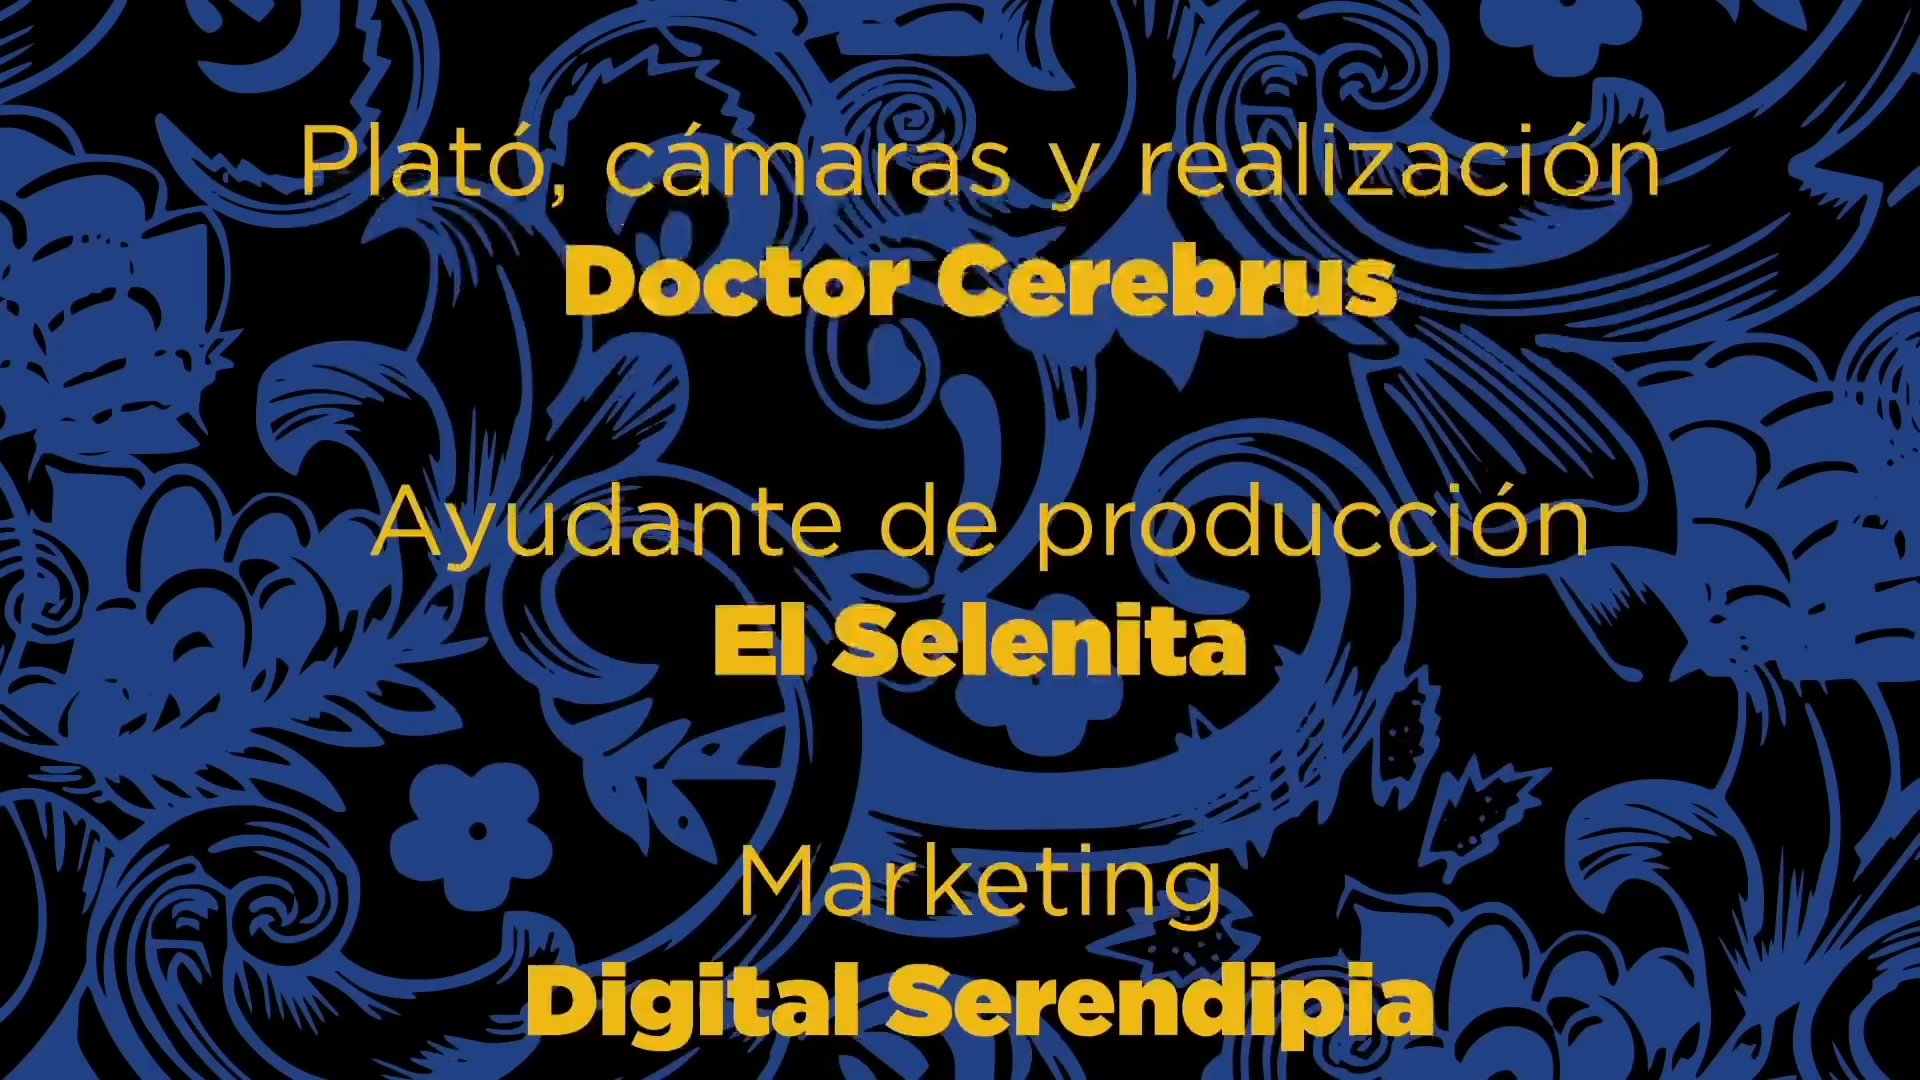 Plató, cámaras y realización
Doctor Cerebrus
Ayudante de producción
El Selenita
Marketing
Digital Serendipia